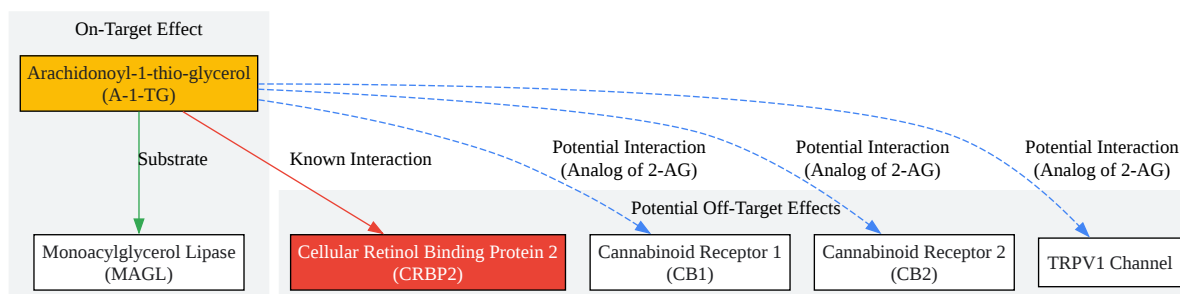 On-Target Effect
Arachidonoyl-1-thio-glycerol
(A-1-TG)
Substrate
Known Interaction
Potential Interaction
(Analog of 2-AG)
Potential Interaction
(Analog of 2-AG)
Potential Interaction
(Analog of 2-AG)
Potential Off-Target Effects
Monoacylglycerol Lipase
(MAGL)
Cellular Retinol Binding Protein 2
(CRBP2)
Cannabinoid Receptor 1
(CB1)
Cannabinoid Receptor 2
(CB2)
TRPV1 Channel